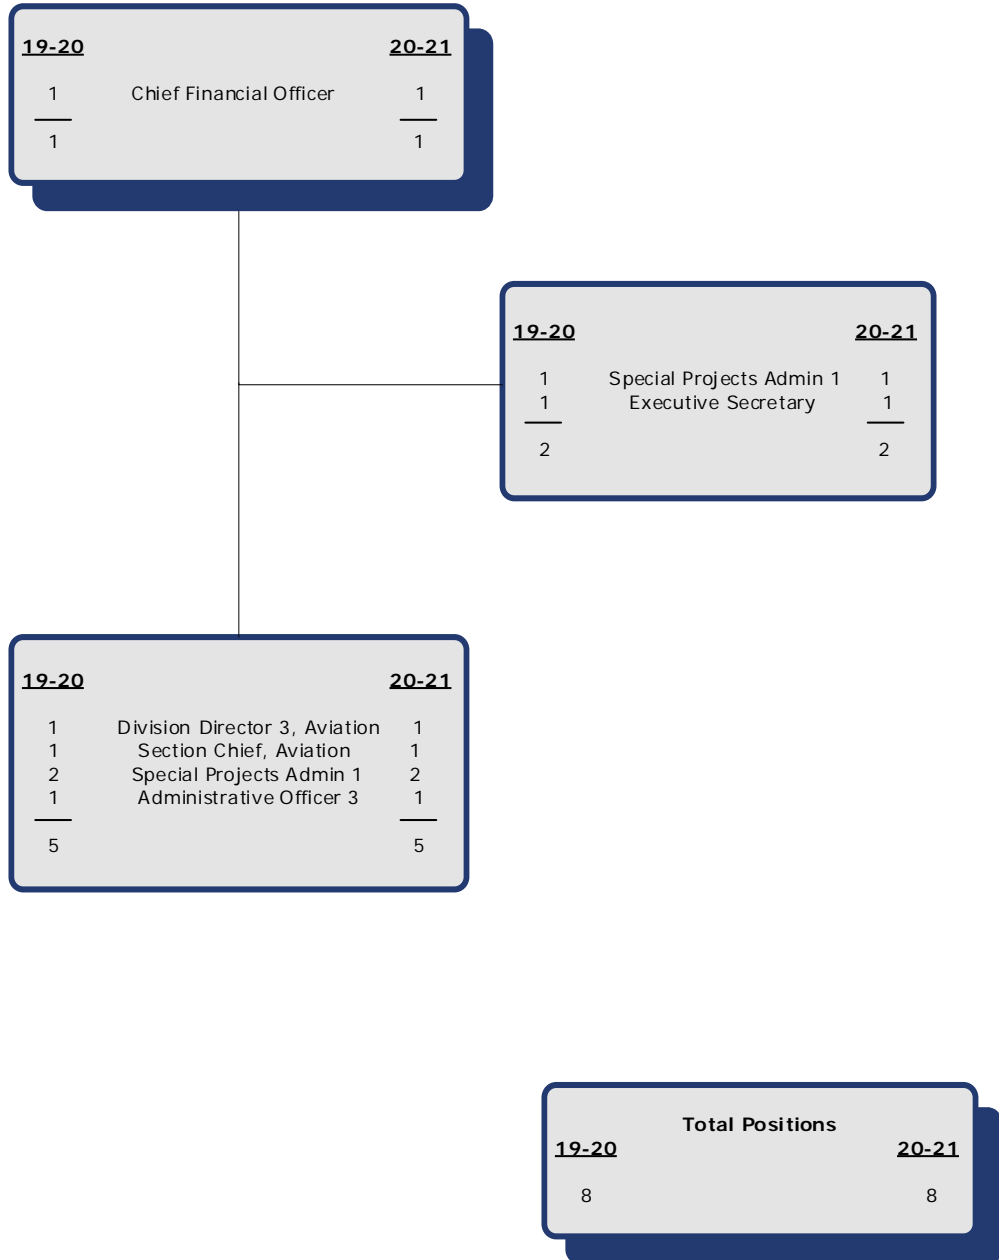 19-20 20-21
1 Chief Financial Officer 1
1 1
19-20 20-21
1 Special Projects Admin 1 1
1 Executive Secretary 1
2 2
19-20 20-21
1 Division Director 3, Aviation 1
1 Section Chief, Aviation 1
2 Special Projects Admin 1 2
1 Administrative Officer 3 1
5 5
Total Positions
19-20 20-21
8 8